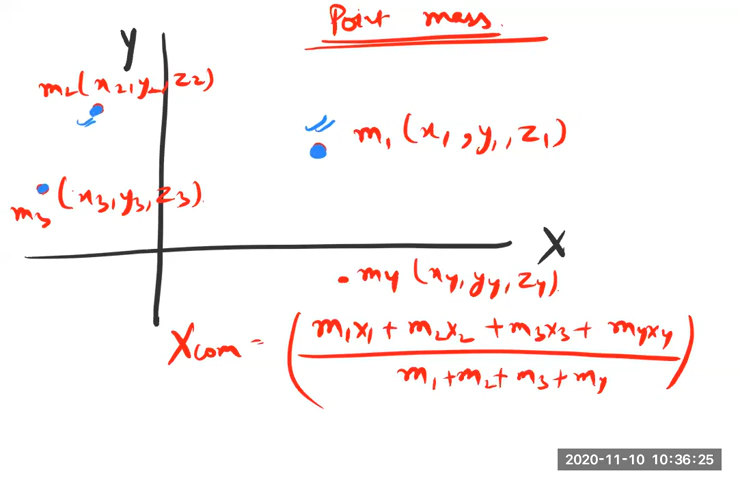 Point mass
Y
m₂(x₂,y₂,z₂)
m₁(x₁,y₁,z₁)
m₃(x₃,y₃,z₃)
X
m₄(x₄,y₄,z₄)
Xcom = (m₁x₁+m₂x₂+m₃x₃+m₄x₄
m₁+m₂+m₃+m₄)
2020-11-10 10:36:25